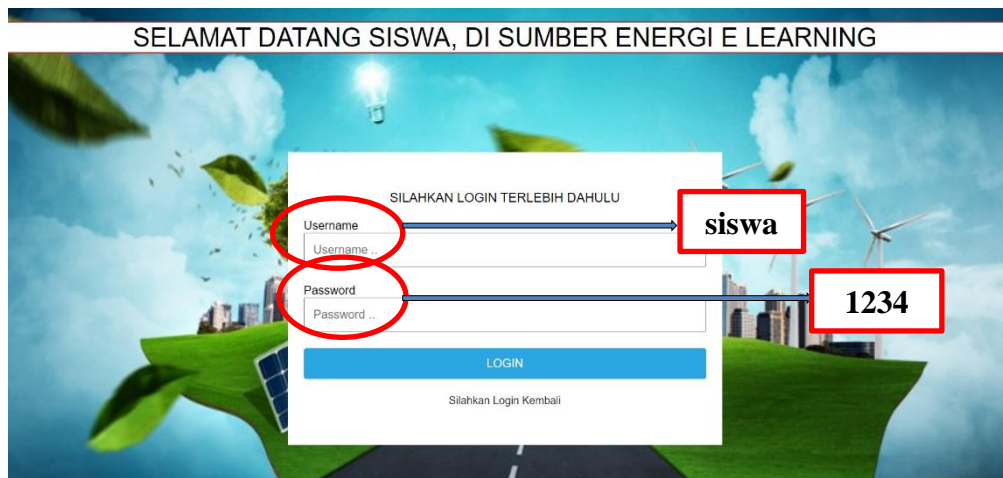 SELAMAT DATANG SISWA, DI SUMBER ENERGI E LEARNING
SILAHKAN LOGIN TERLEBIH DAHULU
Username
siswa
Username ..
Password
1234
Password ..
LOGIN
Silahkan Login Kembali